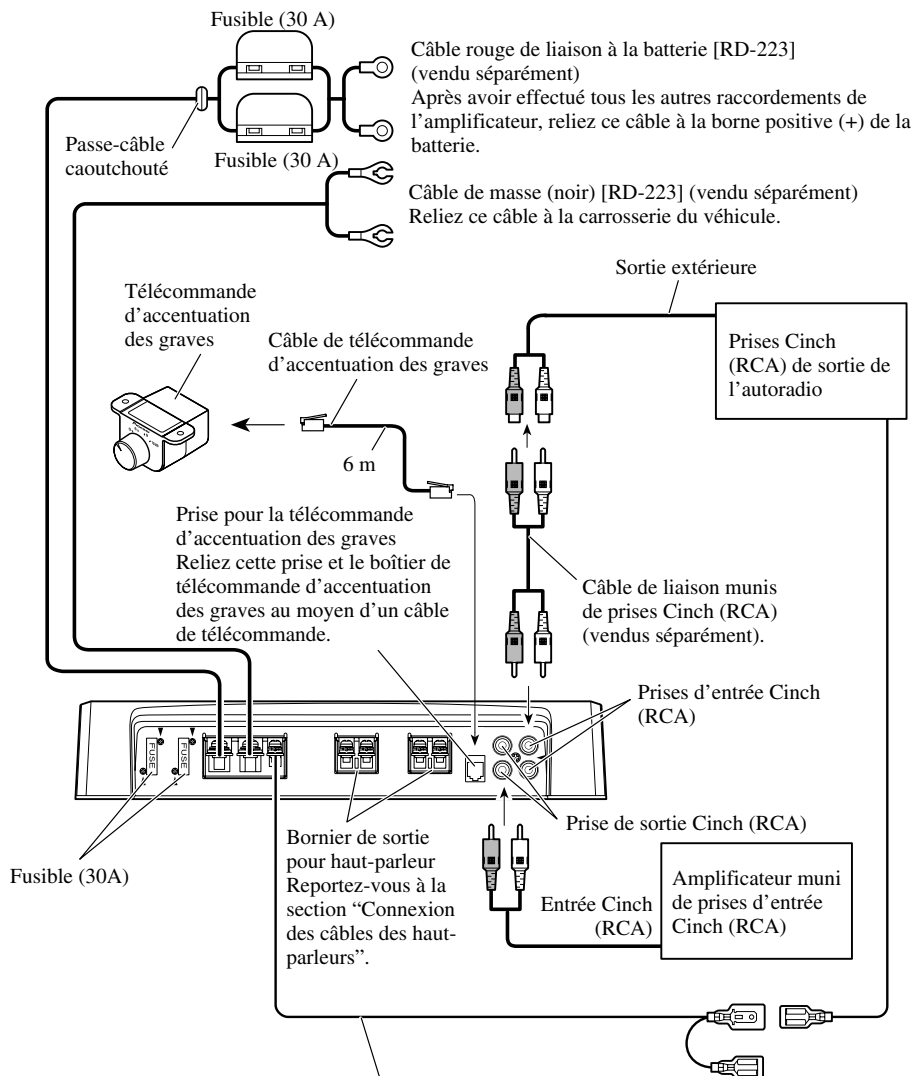 Fusible (30 A)
Câble rouge de liaison à la batterie [RD-223]
(vendu séparément)
Après avoir effectué tous les autres raccordements de
l’amplificateur, reliez ce câble à la borne positive (+) de la
batterie.
Passe-câble
caoutchouté
Fusible (30 A)
Câble de masse (noir) [RD-223] (vendu séparément)
Reliez ce câble à la carrosserie du véhicule.
Sortie extérieure
Télécommande
d’accentuation
des graves
Câble de télécommande
d’accentuation des graves
Prises Cinch
(RCA) de sortie de
l’autoradio
6 m
Prise pour la télécommande
d’accentuation des graves
Reliez cette prise et le boîtier de
télécommande d’accentuation
des graves au moyen d’un câble
de télécommande.
Câble de liaison munis
de prises Cinch (RCA)
(vendus séparément).
Prises d’entrée Cinch
(RCA)
FUSE
FUSE
Prise de sortie Cinch (RCA)
Fusible (30A)
Bornier de sortie
pour haut-parleur
Reportez-vous à la
section “Connexion
des câbles des haut-
parleurs”.
Entrée Cinch
(RCA)
Amplificateur muni
de prises d’entrée
Cinch (RCA)